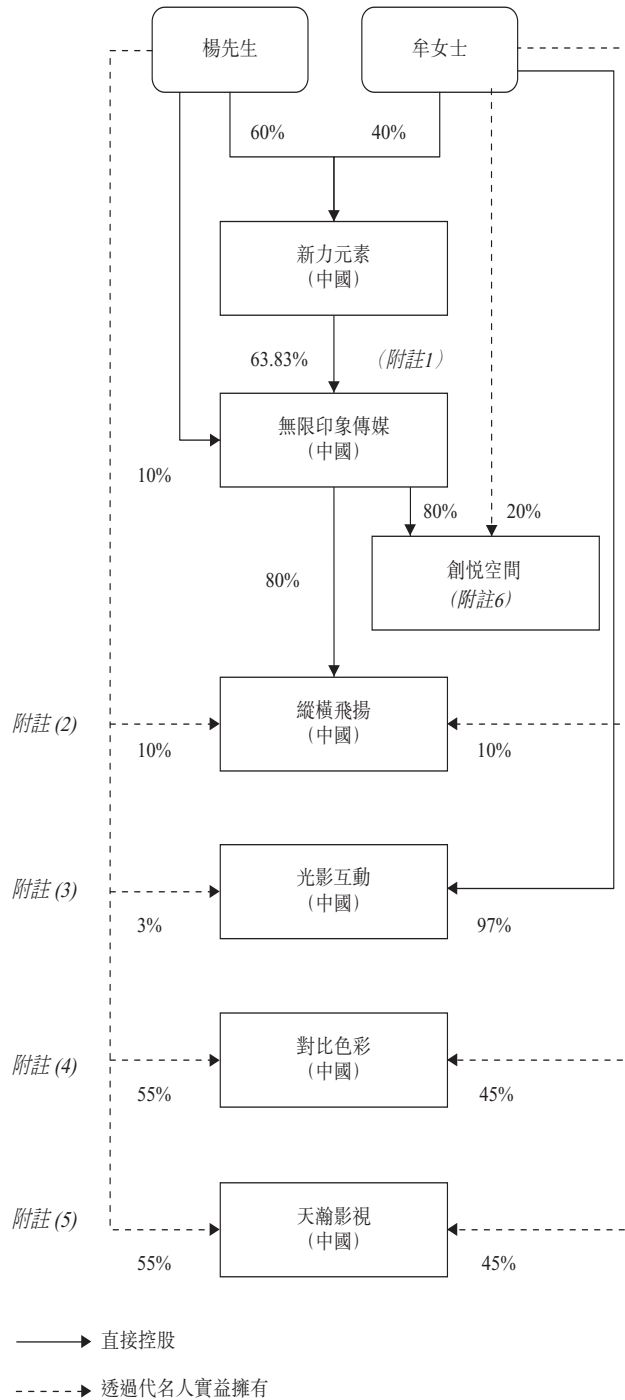 楊先生
牟女士
60%
40%
新力元素
（中國）
63.83%
（附註1）
無限印象傳媒
（中國）
10%
80%
20%
80%
創悦空間
（附註6）
附註 (2)
縱橫飛揚
（中國）
10%
10%
附註 (3)
光影互動
（中國）
3%
97%
附註 (4)
對比色彩
（中國）
55%
45%
附註 (5)
天瀚影視
（中國）
55%
45%
直接控股
透過代名人實益擁有